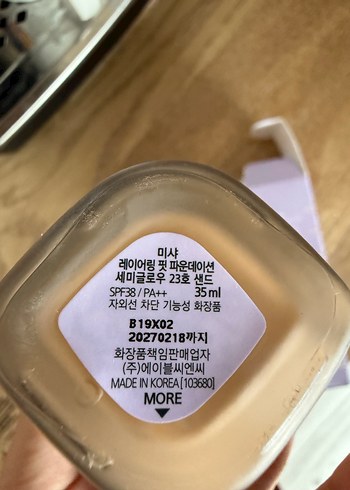 미샤
레이어링 핏 파운데이션
세미글로우 23호 샌드
SPF38 / PA++ 35 ml
자외선 차단 기능성 화장품
B19X02
20270218까지
화장품책임판매업자
(주)에이블씨엔씨
MADE IN KOREA [103680]
MORE